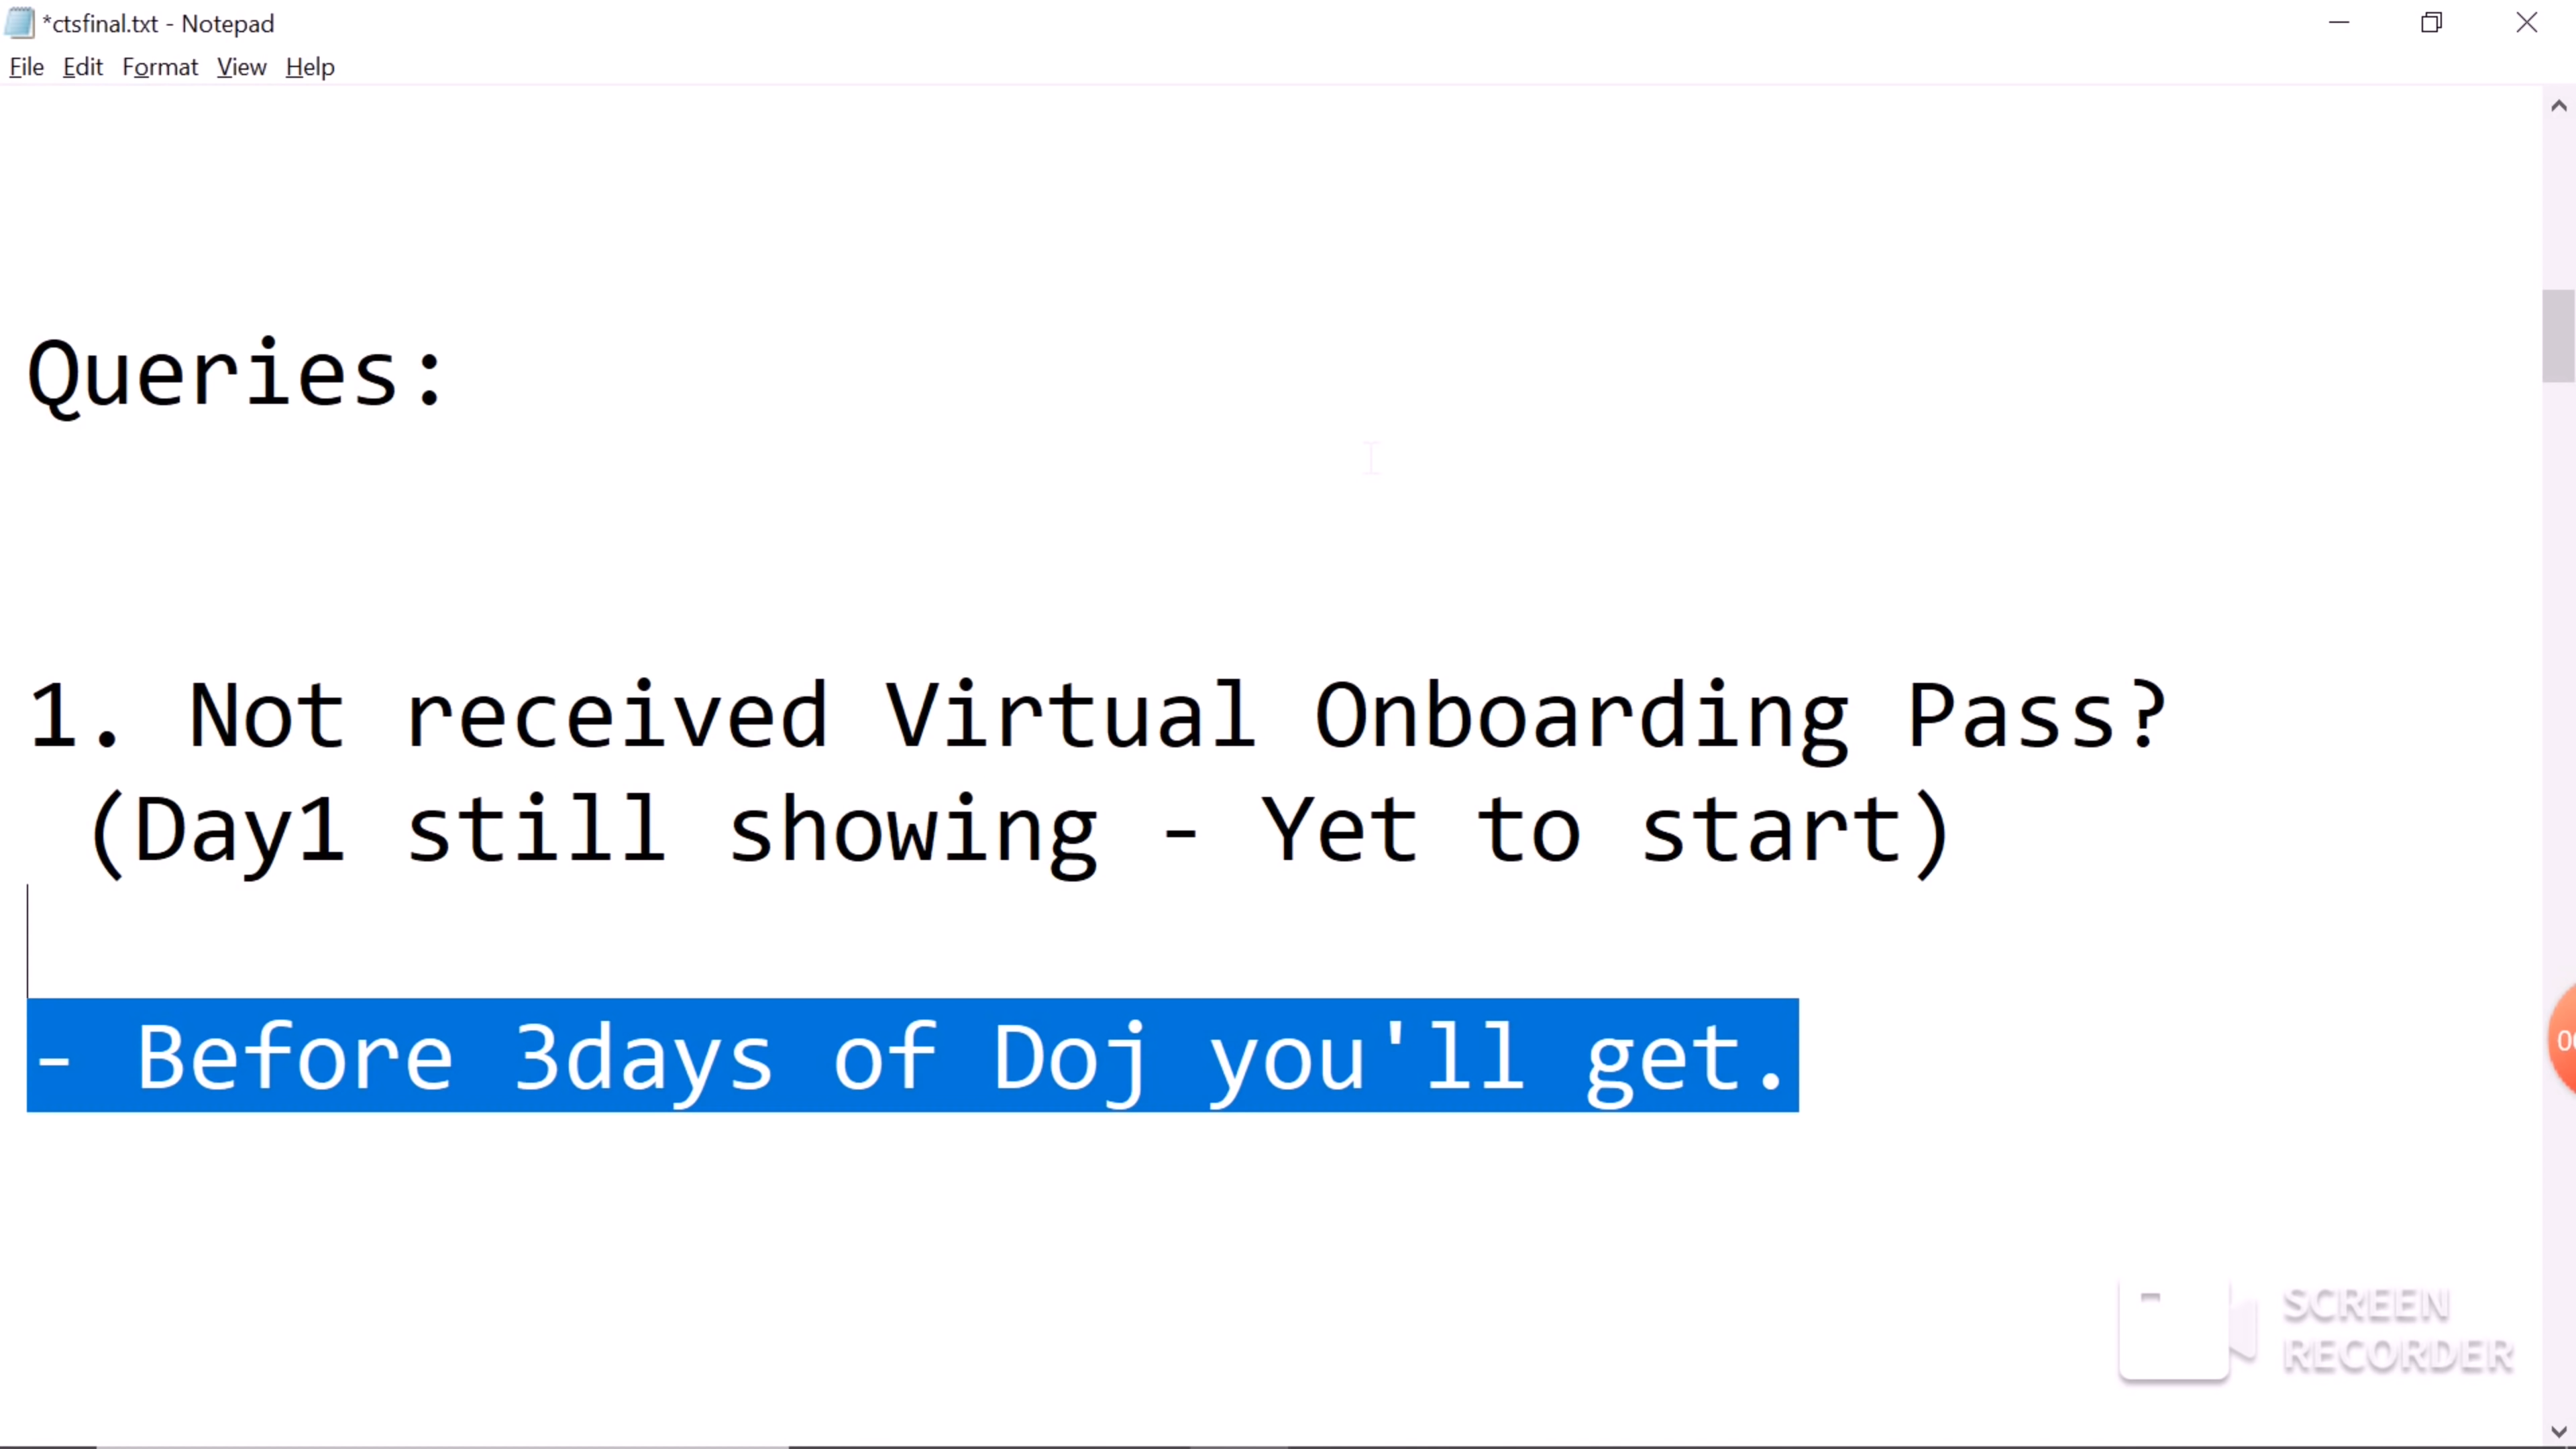 *ctsfinal.txt - Notepad
File Edit Format View Help
Queries:
1. Not received Virtual Onboarding Pass?
(Day1 still showing - Yet to start)
- Before 3days of Doj you'll get.
SCREEN
RECORDER